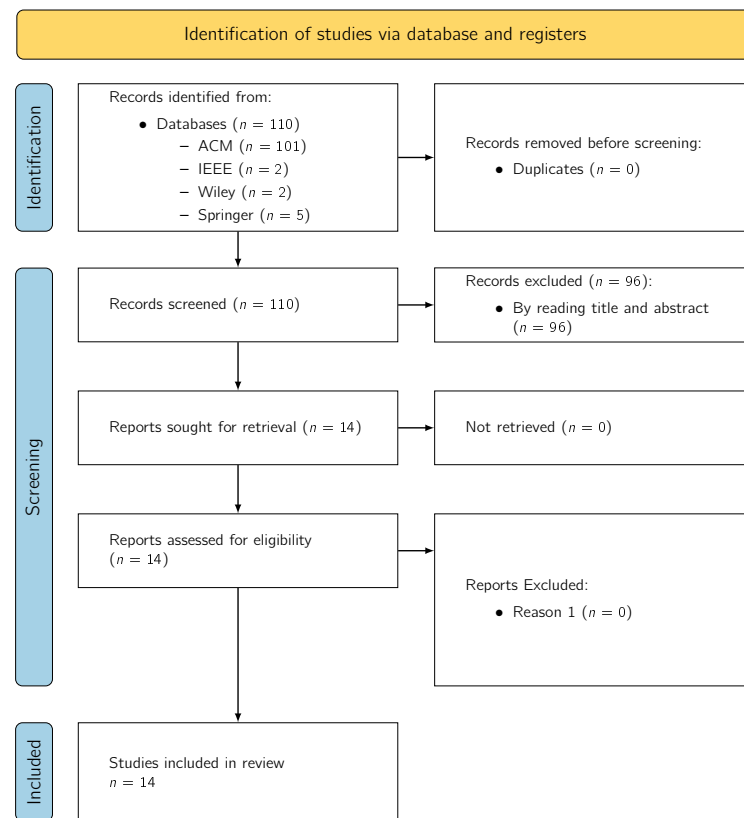 Identification of studies via database and registers
Identification
Records identified from:
• Databases (n = 110)
– ACM (n = 101)
– IEEE (n = 2)
– Wiley (n = 2)
– Springer (n = 5)
Records removed before screening:
• Duplicates (n = 0)
Screening
Records screened (n = 110)
Records excluded (n = 96):
• By reading title and abstract
(n = 96)
Reports sought for retrieval (n = 14)
Not retrieved (n = 0)
Reports assessed for eligibility
(n = 14)
Reports Excluded:
• Reason 1 (n = 0)
Included
Studies included in review
n = 14